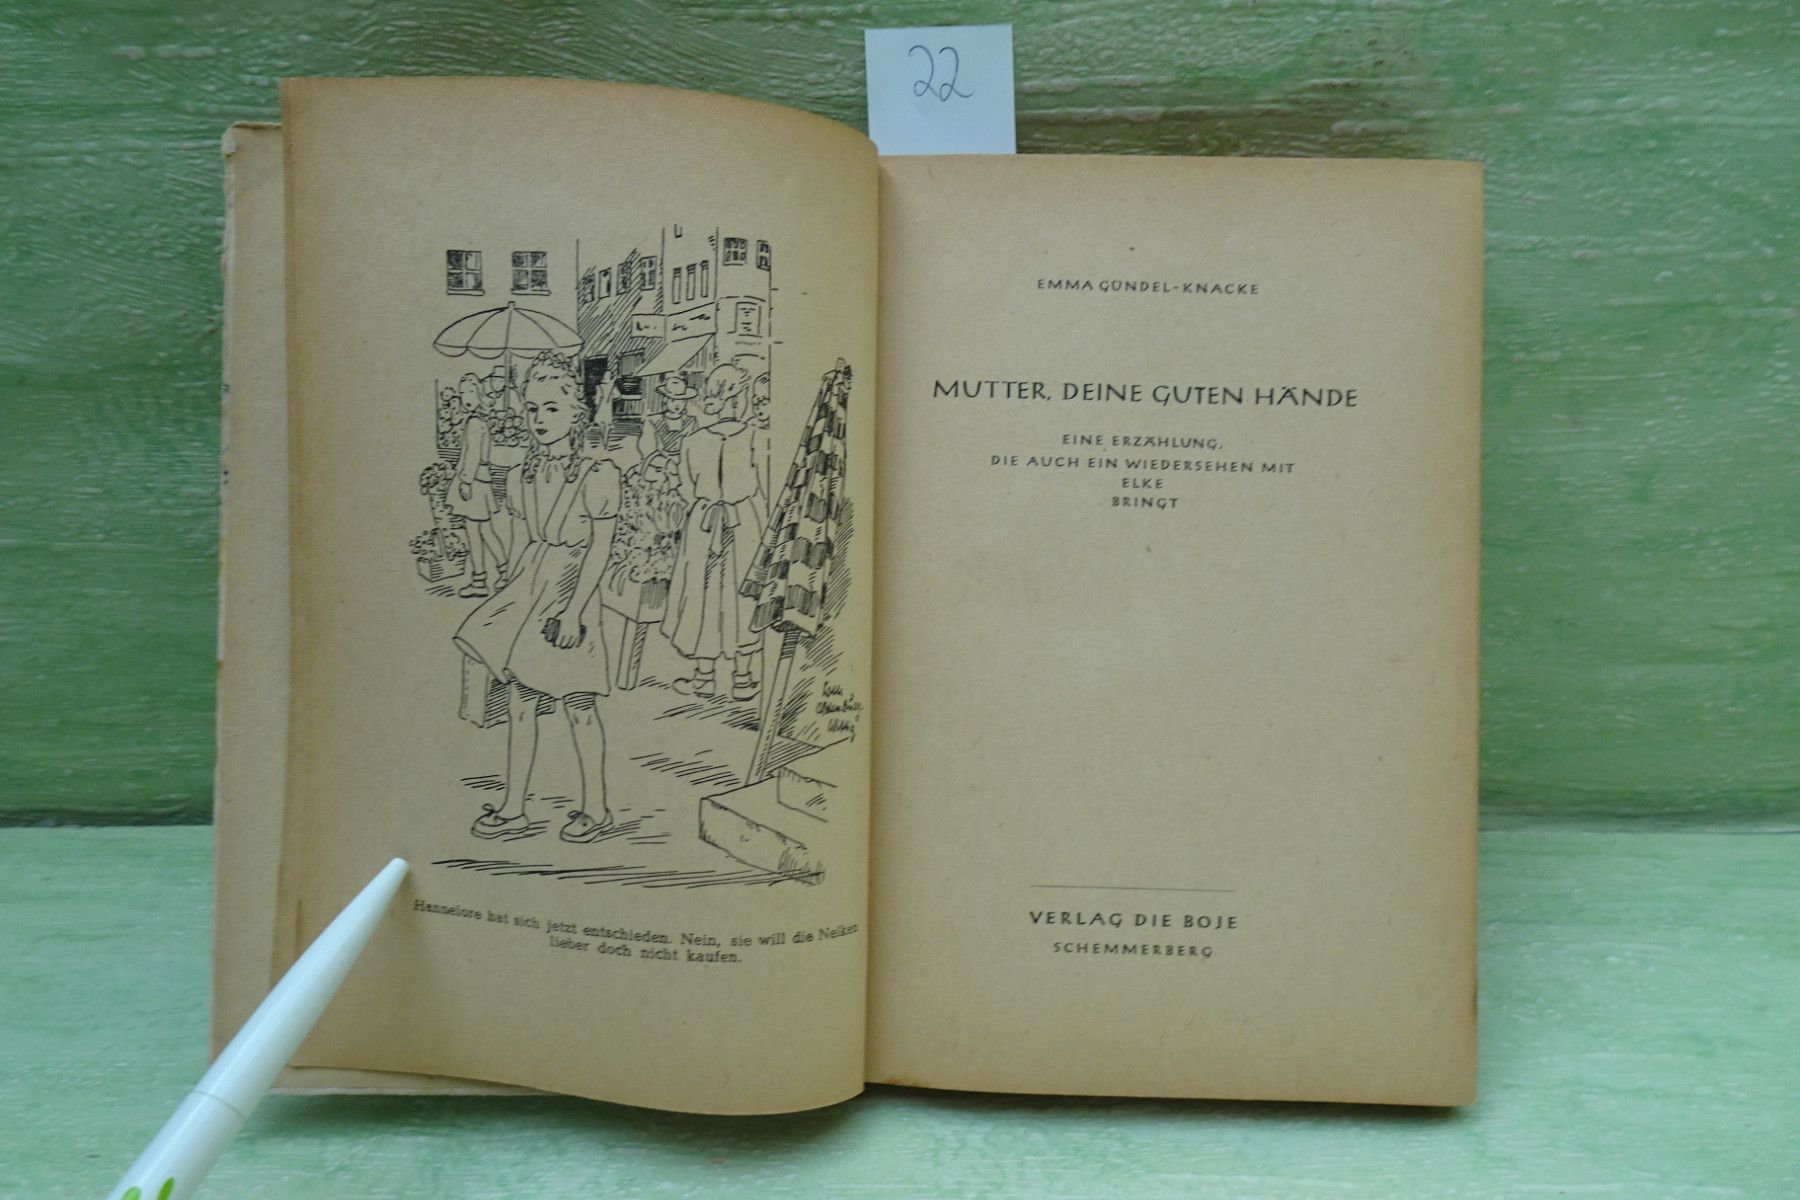 22
Hannelore hat sich jetzt entschieden. Nein, sie will die Nelken
lieber doch nicht kaufen.
EMMA GÜNDEL-KNACKE
MUTTER, DEINE GUTEN HÄNDE
EINE ERZÄHLUNG,
DIE AUCH EIN WIEDERSEHEN MIT
ELKE
BRINGT
VERLAG DIE BOJE
SCHEMMERBERG